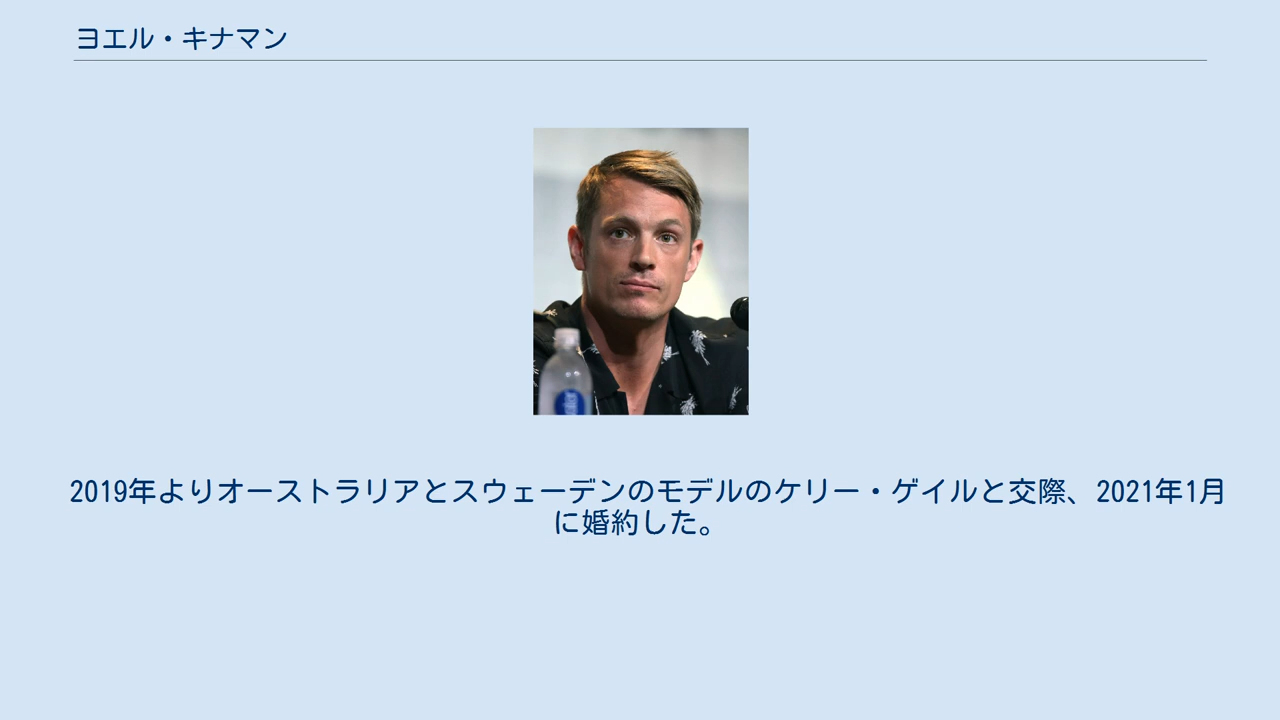 ヨエル・キナマン
2019年よりオーストラリアとスウェーデンのモデルのケリー・ゲイルと交際、2021年1月
に婚約した。